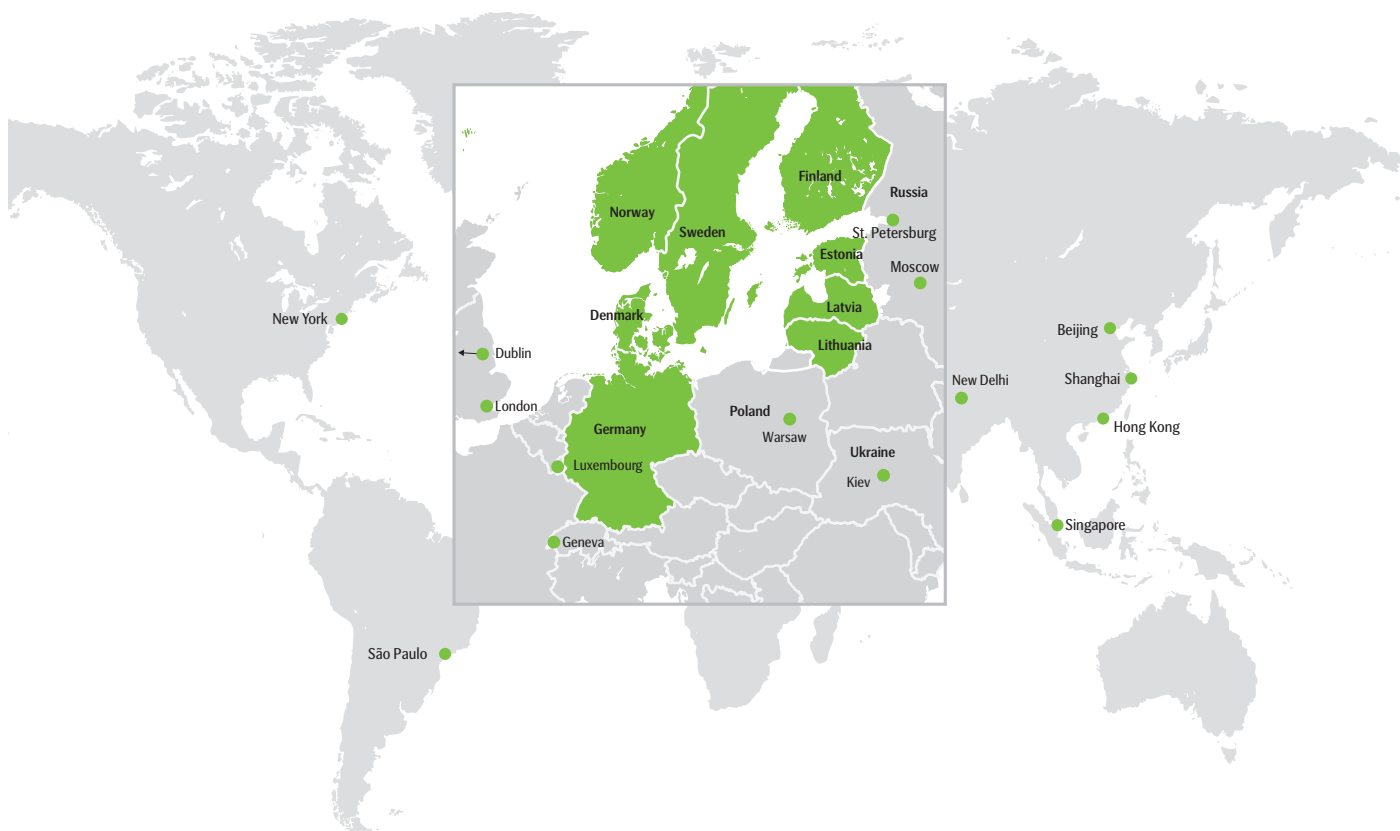 Finland
Russia
Norway
Sweden
St. Petersburg
Estonia
Moscow
Latvia
Denmark
New York
Beijing
Lithuania
Dublin
Shanghai
New Delhi
London
Poland
Hong Kong
Germany
Warsaw
Ukraine
Luxembourg
Kiev
Singapore
Geneva
São Paulo